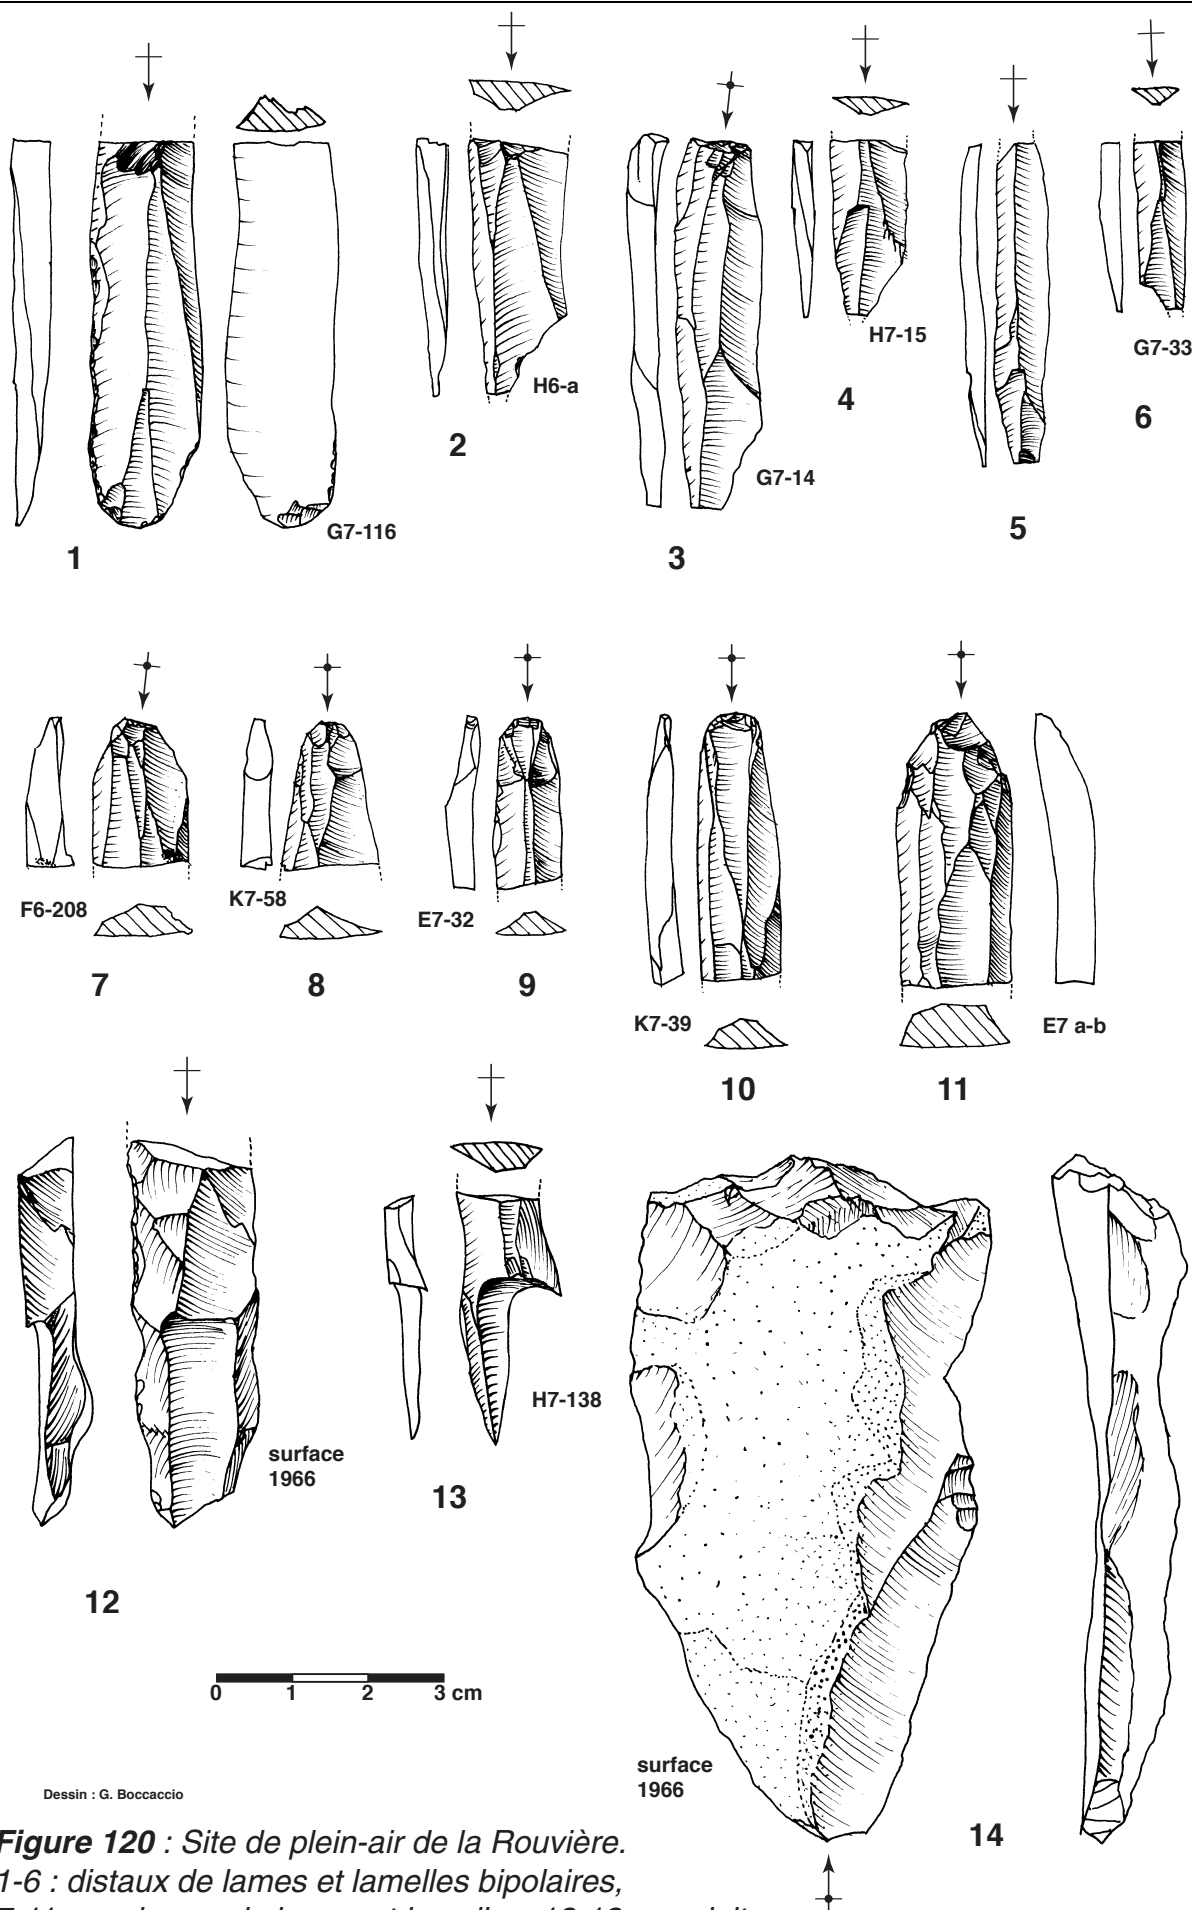 H6-a
H7-15
G7-33
G7-14
G7-116
1
2
3
4
5
6
F6-208
K7-58
E7-32
K7-39
E7 a-b
7
8
9
10
11
surface
1966
H7-138
12
13
0 1 2 3 cm
surface
1966
14
Dessin : G. Boccaccio
Figure 120 : Site de plein-air de la Rouvière.
1-6 : distaux de lames et lamelles bipolaires,